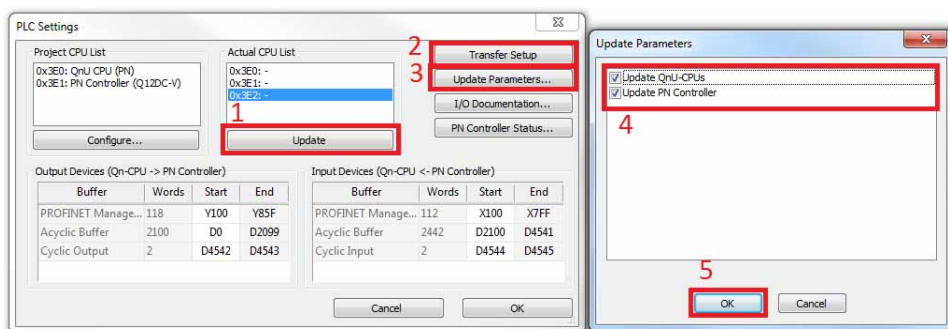 PLC Settings
Project CPU List
0x3E0: QnU CPU (PN)
0x3E1: PN Controller (Q12DC-V)
Configure...
Actual CPU List
0x3E0: -
0x3E1: -
0x3E2: -
1
Update
2
Transfer Setup
3
Update Parameters...
I/O Documentation...
PN Controller Status...
Output Devices (Qn-CPU -> PN Controller)
Buffer Words Start End
PROFINET Manage... 118 Y100 Y85F
Acyclic Buffer 2100 D0 D2099
Cyclic Output 2 D4542 D4543
Input Devices (Qn-CPU <- PN Controller)
Buffer Words Start End
PROFINET Manage... 112 X100 X7FF
Acyclic Buffer 2442 D2100 D4541
Cyclic Input 2 D4544 D4545
Cancel
OK
Update Parameters
Update QnU-CPUs
Update PN Controller
4
5
OK
Cancel